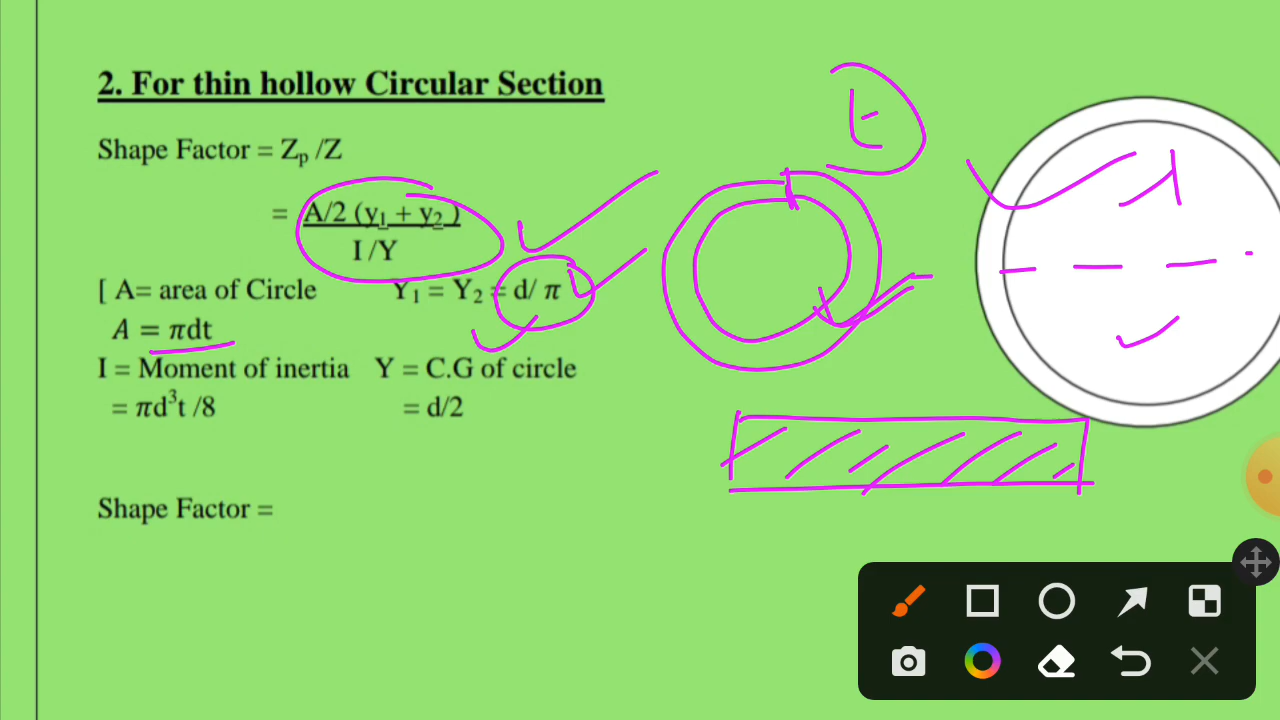 2. For thin hollow Circular Section
Shape Factor = Zp /Z
= A/2 (y1 + y2 )
I /Y
[ A= area of Circle Y1 = Y2 = d/ π
A = πdt
I = Moment of inertia Y = C.G of circle
= πd³t /8 = d/2
Shape Factor =
t